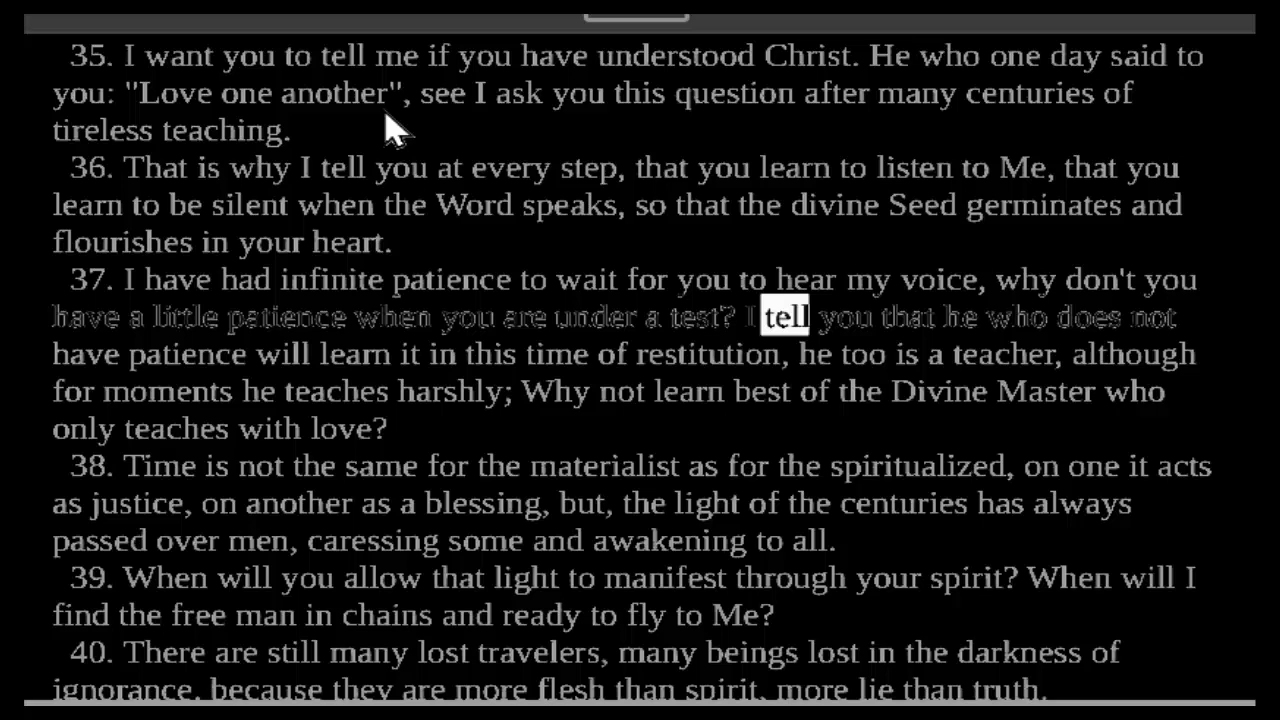 35. I want you to tell me if you have understood Christ. He who one day said to
you: "Love one another", see I ask you this question after many centuries of
tireless teaching.
36. That is why I tell you at every step, that you learn to listen to Me, that you
learn to be silent when the Word speaks, so that the divine Seed germinates and
flourishes in your heart.
37. I have had infinite patience to wait for you to hear my voice, why don't you
have a little patience when you are under a test? I tell you that he who does not
have patience will learn it in this time of restitution, he too is a teacher, although
for moments he teaches harshly; Why not learn best of the Divine Master who
only teaches with love?
38. Time is not the same for the materialist as for the spiritualized, on one it acts
as justice, on another as a blessing, but, the light of the centuries has always
passed over men, caressing some and awakening to all.
39. When will you allow that light to manifest through your spirit? When will I
find the free man in chains and ready to fly to Me?
40. There are still many lost travelers, many beings lost in the darkness of
ignorance, because they are more flesh than spirit, more lie than truth.